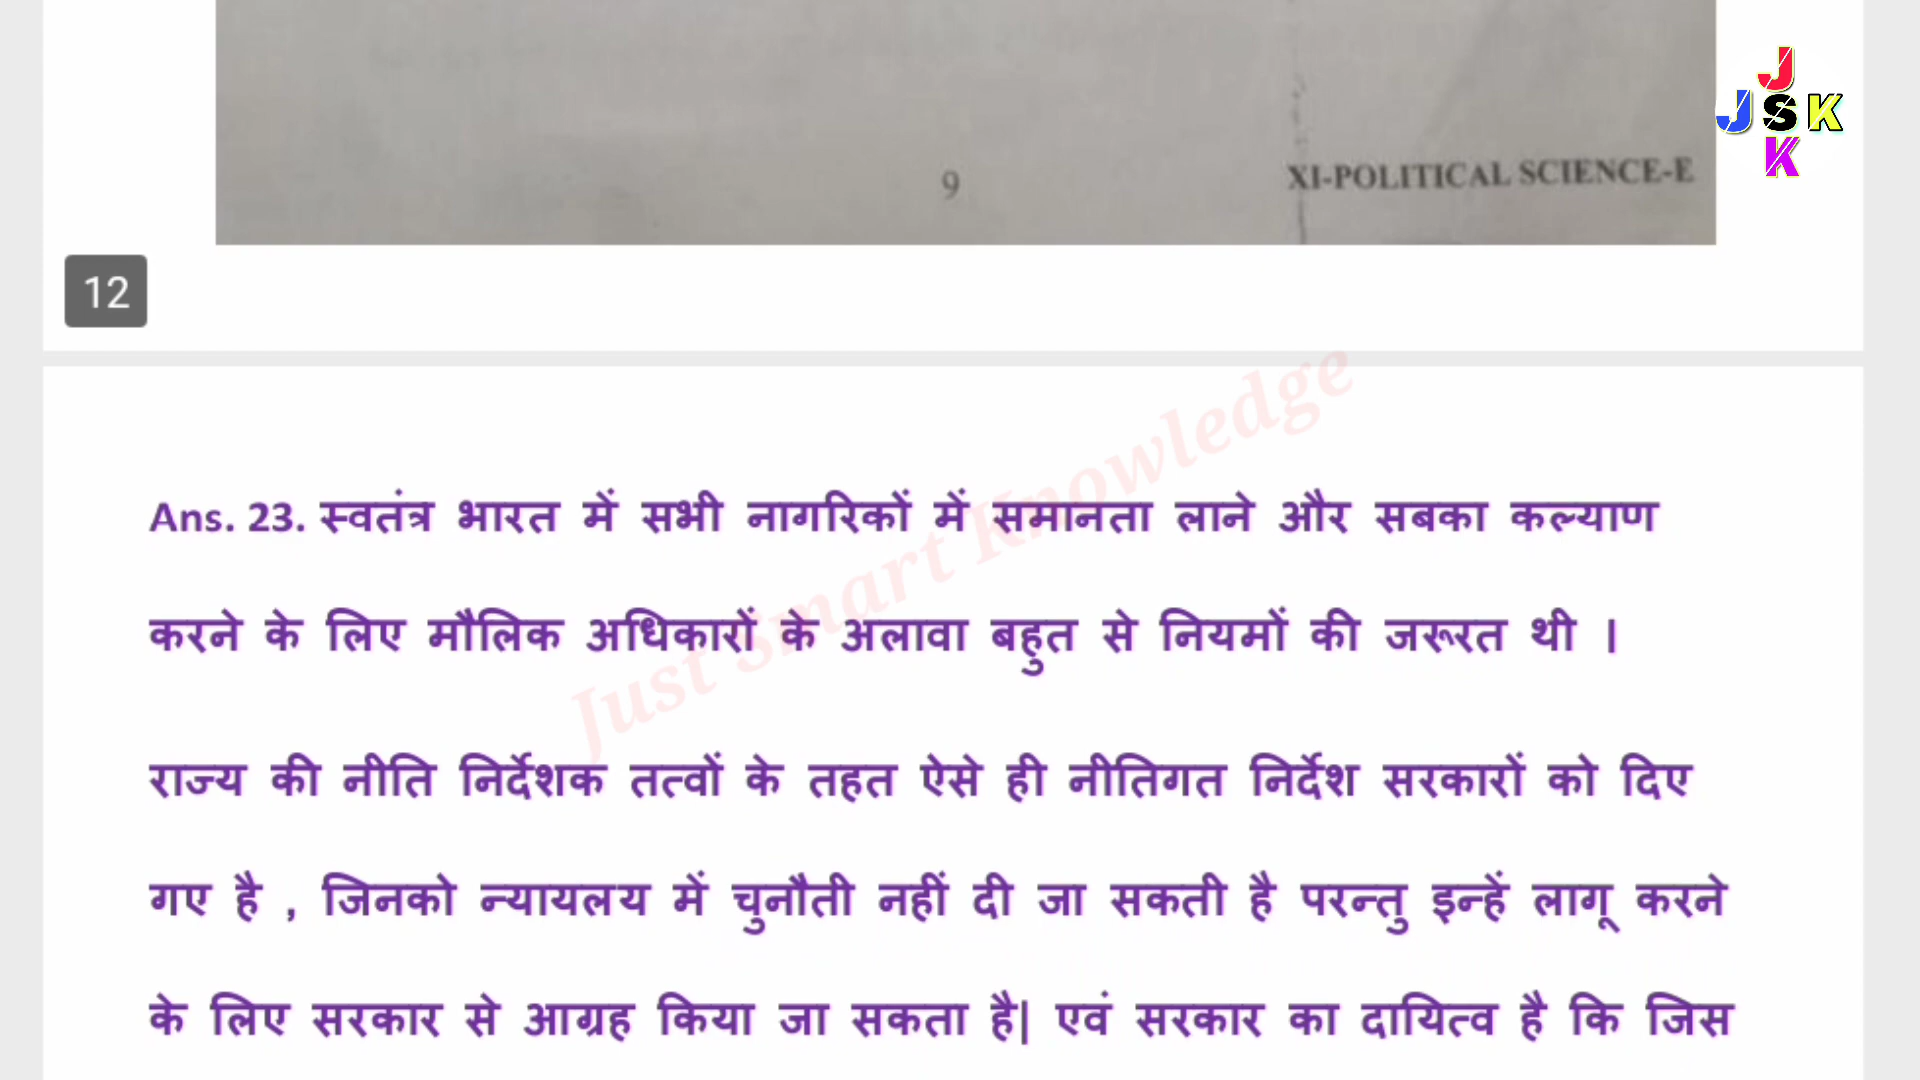 J
JSK
K
9
XI-POLITICAL SCIENCE-E
12
Just Smart Knowledge
Ans. 23. स्वतंत्र भारत में सभी नागरिकों में समानता लाने और सबका कल्याण
करने के लिए मौलिक अधिकारों के अलावा बहुत से नियमों की जरूरत थी ।
राज्य की नीति निर्देशक तत्वों के तहत ऐसे ही नीतिगत निर्देश सरकारों को दिए
गए है , जिनको न्यायलय में चुनौती नहीं दी जा सकती है परन्तु इन्हें लागू करने
के लिए सरकार से आग्रह किया जा सकता है| एवं सरकार का दायित्व है कि जिस